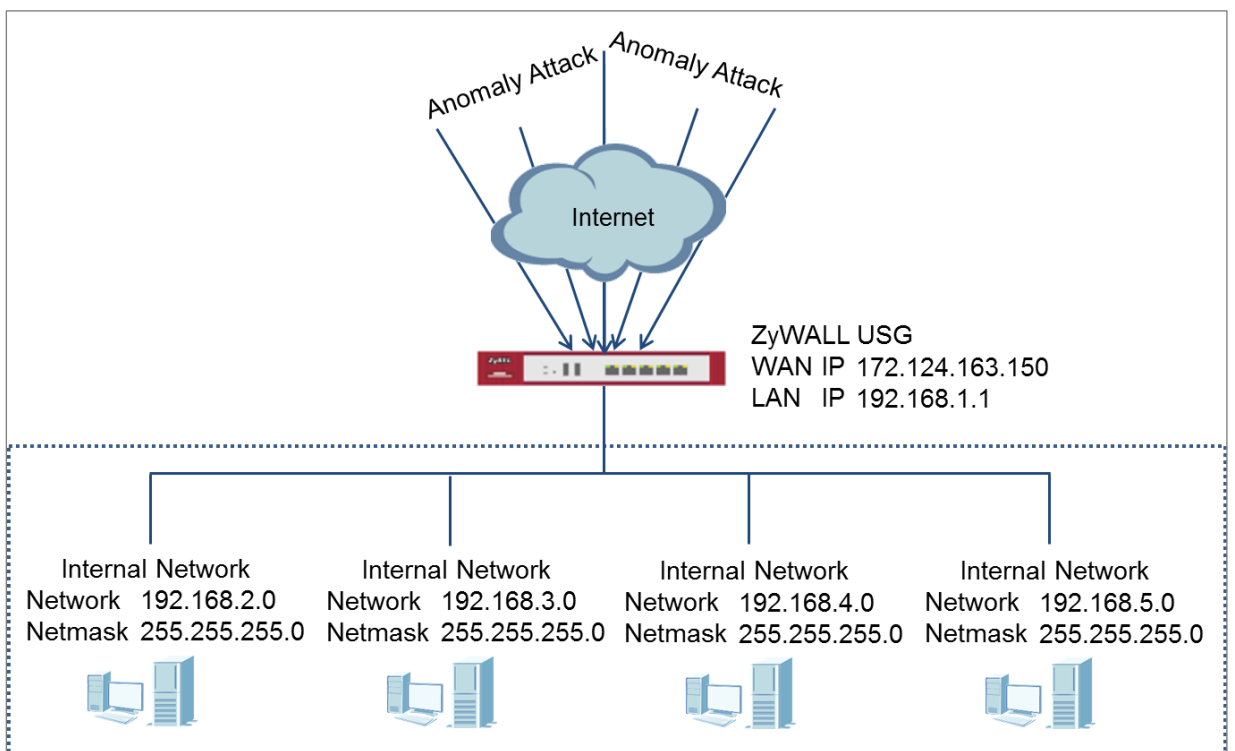 Anomaly Attack
Anomaly Attack
Internet
ZyXEL
ZyWALL USG
WAN IP 172.124.163.150
LAN IP 192.168.1.1
Internal Network
Network 192.168.2.0
Netmask 255.255.255.0
Internal Network
Network 192.168.3.0
Netmask 255.255.255.0
Internal Network
Network 192.168.4.0
Netmask 255.255.255.0
Internal Network
Network 192.168.5.0
Netmask 255.255.255.0